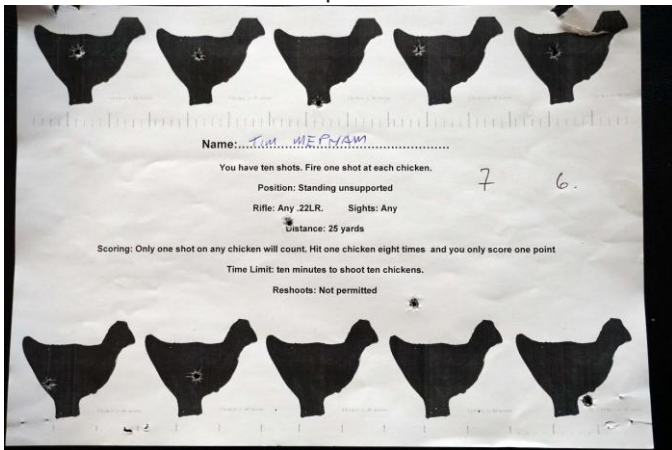 Name:..TIM MEPHAM..............................
You have ten shots. Fire one shot at each chicken.
7 6.
Position: Standing unsupported
Rifle: Any .22LR. Sights: Any
Distance: 25 yards
Scoring: Only one shot on any chicken will count. Hit one chicken eight times and you only score one point
Time Limit: ten minutes to shoot ten chickens.
Reshoots: Not permitted